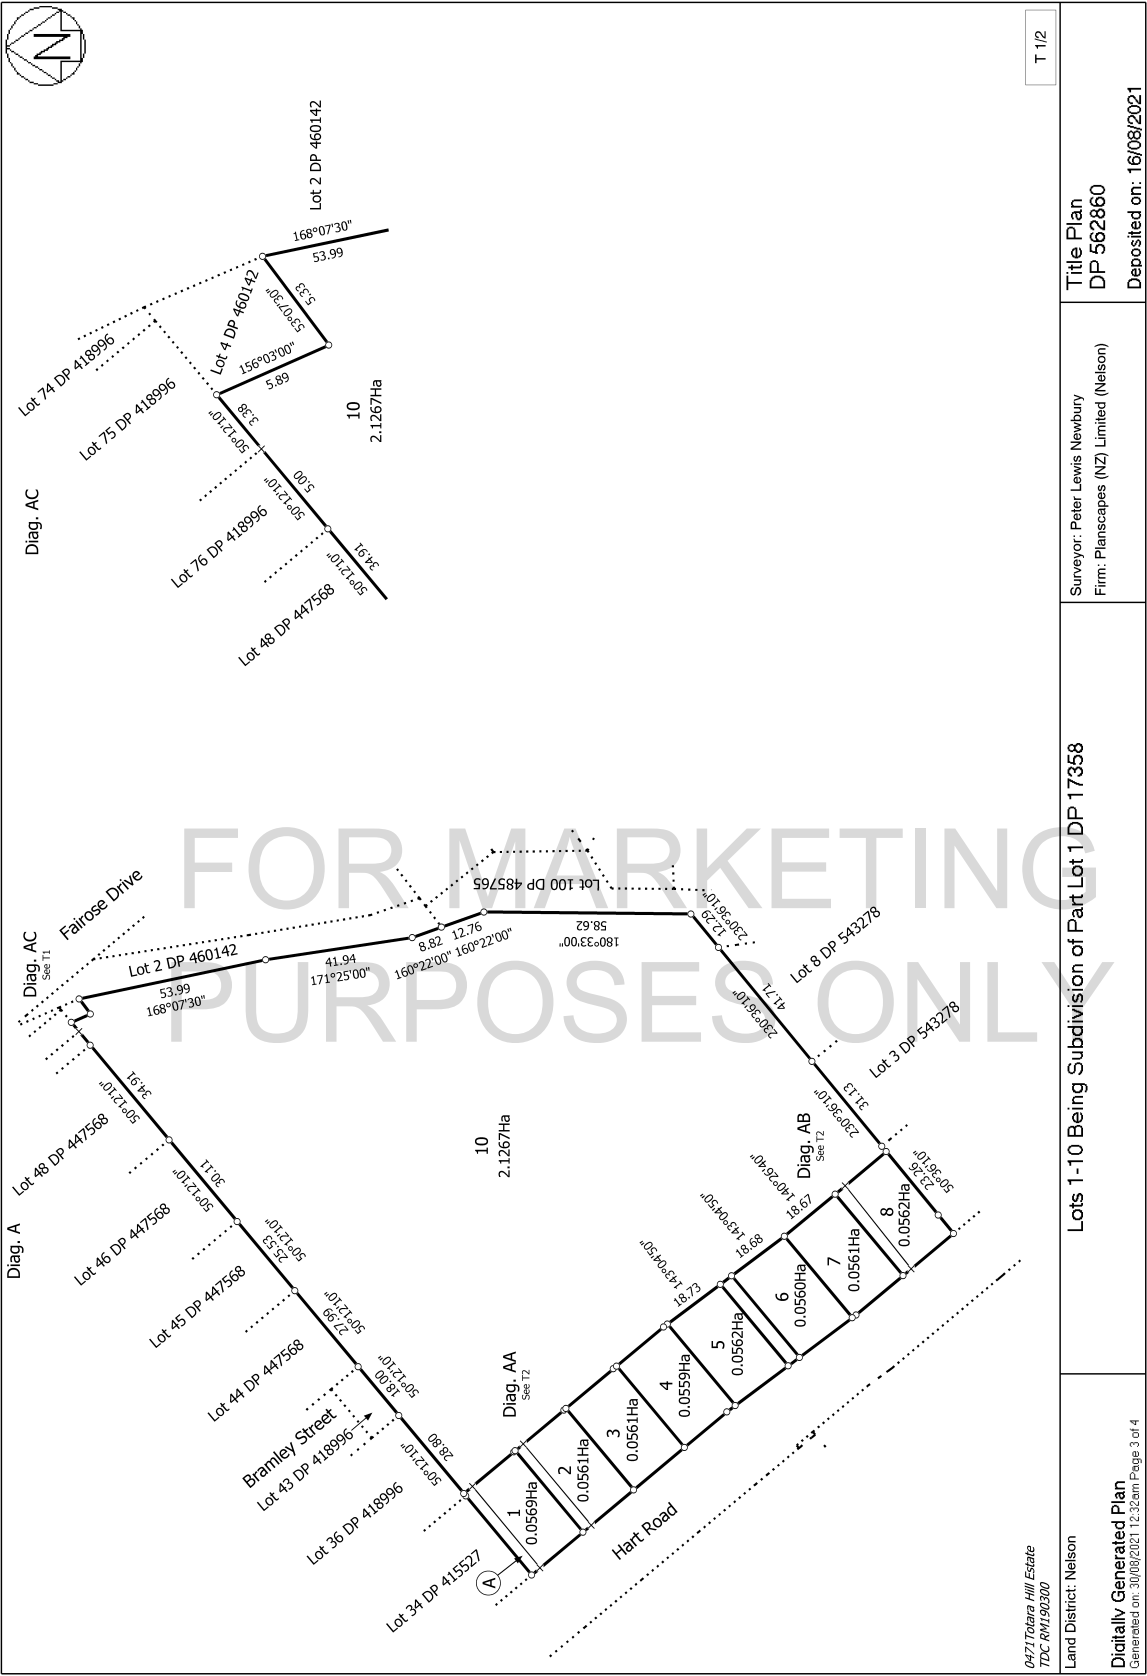 N
T 1/2
Diag. AC
Lot 74 DP 418996
Lot 75 DP 418996
Lot 76 DP 418996
Lot 48 DP 447568
Lot 4 DP 460142
Lot 2 DP 460142
50°12'10"
34.91
50°12'10"
5.00
50°12'10"
3.38
156°03'00"
5.89
53°07'30"
5.33
168°07'30"
53.99
10
2.1267Ha
Diag. A
Diag. AC
See T1
Fairose Drive
Lot 2 DP 460142
53.99
168°07'30"
41.94
171°25'00"
8.82
160°22'00"
12.76
160°22'00"
Lot 100 DP 485765
58.62
180°33'00"
12.29
230°36'10"
41.71
230°36'10"
31.13
230°36'10"
23.26
50°36'10"
Lot 8 DP 543278
Lot 3 DP 543278
Lot 48 DP 447568
50°12'10"
34.91
Lot 46 DP 447568
50°12'10"
30.11
Lot 45 DP 447568
25.53
50°12'10"
Lot 44 DP 447568
27.99
50°12'10"
Bramley Street
Lot 43 DP 418996
18.00
50°12'10"
Lot 36 DP 418996
50°12'10"
28.80
Lot 34 DP 415527
A
10
2.1267Ha
Diag. AA
See T2
Diag. AB
See T2
18.73
143°04'50"
18.68
143°04'50"
18.67
140°26'40"
1
0.0569Ha
2
0.0561Ha
3
0.0561Ha
4
0.0559Ha
5
0.0562Ha
6
0.0560Ha
7
0.0561Ha
8
0.0562Ha
Hart Road
FOR MARKETING
PURPOSES ONLY
0471Totara Hill Estate
TDC RM190300
Land District: Nelson
Digitally Generated Plan
Generated on: 30/08/2021 12:32am Page 3 of 4
Lots 1-10 Being Subdivision of Part Lot 1 DP 17358
Surveyor: Peter Lewis Newbury
Firm: Planscapes (NZ) Limited (Nelson)
Title Plan
DP 562860
Deposited on: 16/08/2021